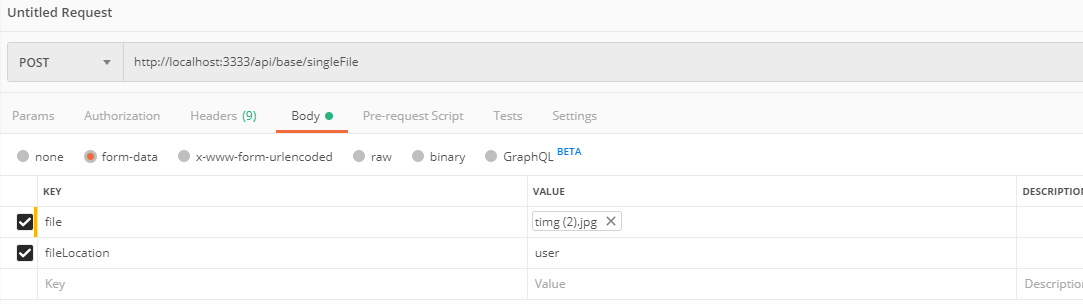 Untitled Request
POST http://localhost:3333/api/base/singleFile
Params Authorization Headers (9) Body Pre-request Script Tests Settings
none form-data x-www-form-urlencoded raw binary GraphQL BETA
KEY VALUE DESCRIPTION
file timg (2).jpg
fileLocation user
Key Value Description